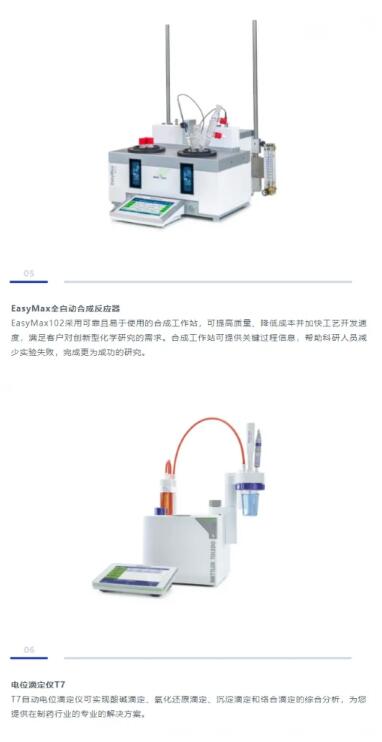 EasyMax
05
EasyMax全自动合成反应器
EasyMax102采用可靠且易于使用的合成工作站，可提高质量、降低成本并加快工艺开发速
度，满足客户对创新型化学研究的需求。合成工作站可提供关键过程信息，帮助科研人员减
少实验失败，完成更为成功的研究。
METTLER TOLEDO
06
电位滴定仪T7
T7自动电位滴定仪可实现酸碱滴定、氧化还原滴定、沉淀滴定和络合滴定的综合分析，为您
提供在制药行业的专业的解决方案。